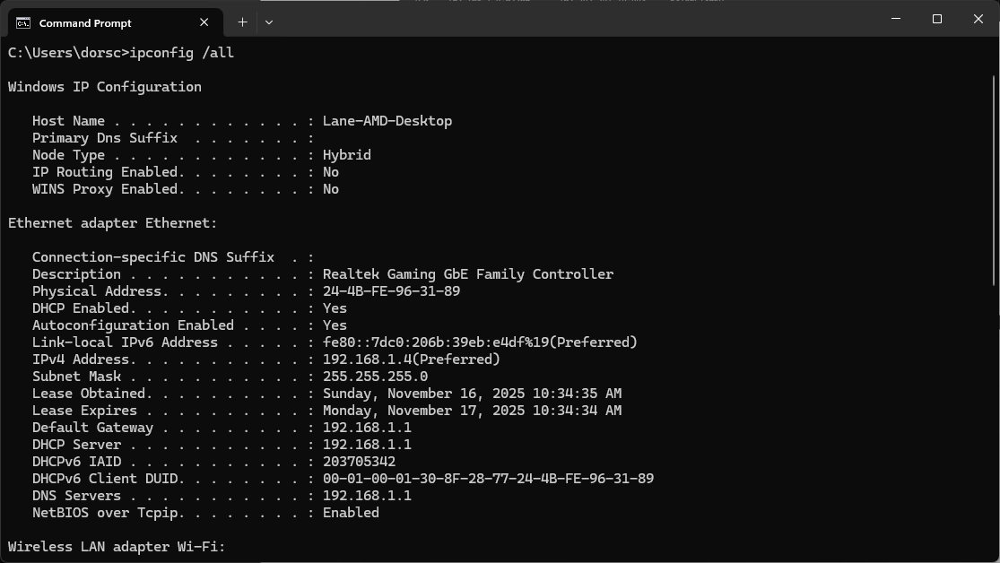 Command Prompt
C:\Users\dorsc>ipconfig /all
Windows IP Configuration
Host Name . . . . . . . . . . . . : Lane-AMD-Desktop
Primary Dns Suffix  . . . . . . . :
Node Type . . . . . . . . . . . . : Hybrid
IP Routing Enabled. . . . . . . . : No
WINS Proxy Enabled. . . . . . . . : No
Ethernet adapter Ethernet:
Connection-specific DNS Suffix  . :
Description . . . . . . . . . . . : Realtek Gaming GbE Family Controller
Physical Address. . . . . . . . . : 24-4B-FE-96-31-89
DHCP Enabled. . . . . . . . . . . : Yes
Autoconfiguration Enabled . . . . : Yes
Link-local IPv6 Address . . . . . : fe80::7dc0:206b:39eb:e4df%19(Preferred)
IPv4 Address. . . . . . . . . . . : 192.168.1.4(Preferred)
Subnet Mask . . . . . . . . . . . : 255.255.255.0
Lease Obtained. . . . . . . . . . : Sunday, November 16, 2025 10:34:35 AM
Lease Expires . . . . . . . . . . : Monday, November 17, 2025 10:34:34 AM
Default Gateway . . . . . . . . . : 192.168.1.1
DHCP Server . . . . . . . . . . . : 192.168.1.1
DHCPv6 IAID . . . . . . . . . . . : 203705342
DHCPv6 Client DUID. . . . . . . . : 00-01-00-01-30-8F-28-77-24-4B-FE-96-31-89
DNS Servers . . . . . . . . . . . : 192.168.1.1
NetBIOS over Tcpip. . . . . . . . : Enabled
Wireless LAN adapter Wi-Fi: